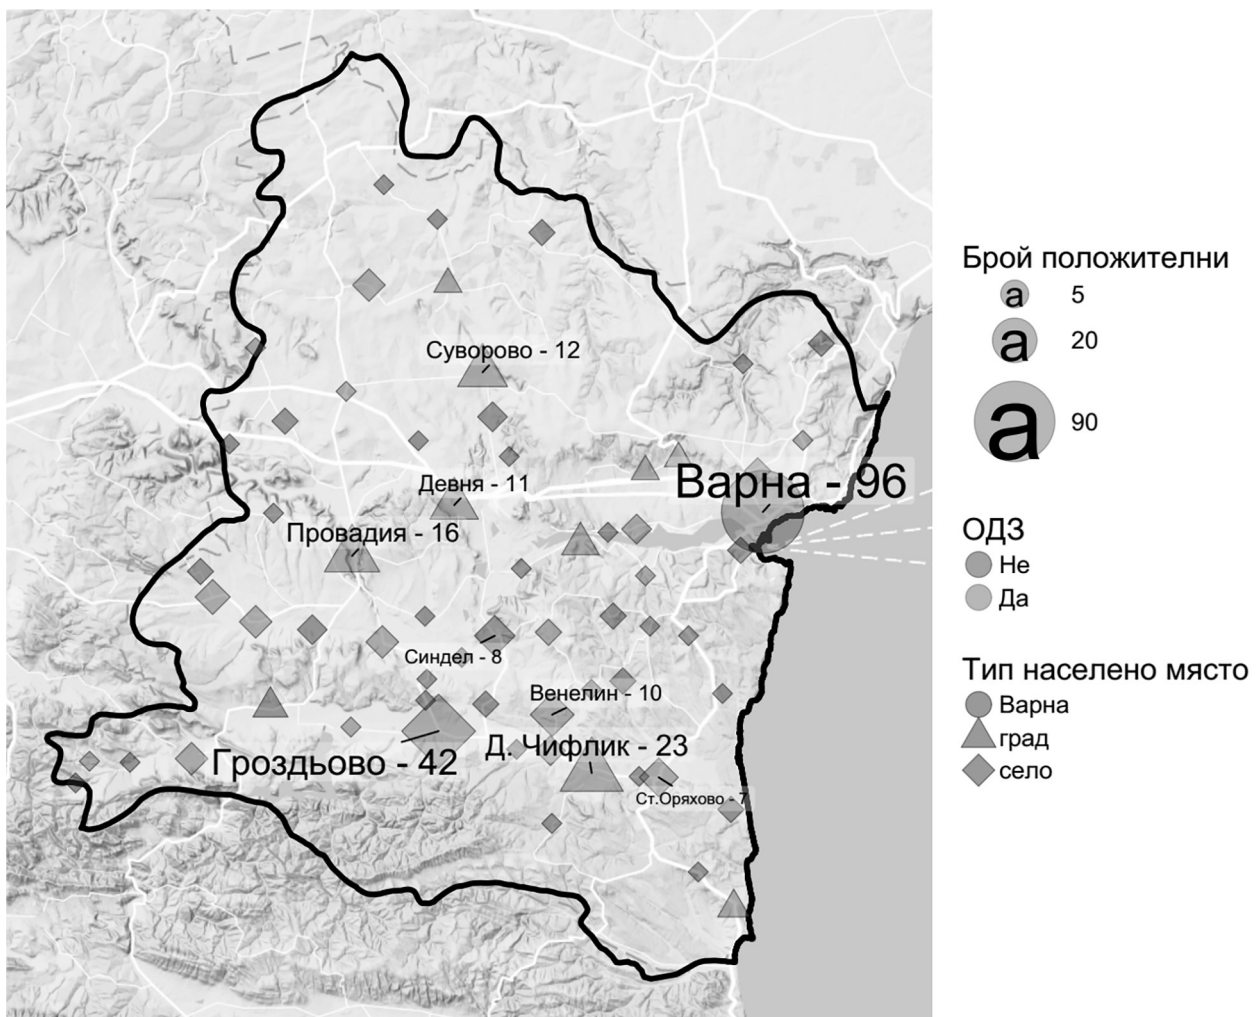 Суворово - 12
Девня - 11
Варна - 96
Провадия - 16
Синдел - 8
Венелин - 10
Гроздьово - 42
Д. Чифлик - 23
Ст.Оряхово - 7
Брой положителни
a 5
a 20
a 90
ОДЗ
Не
Да
Тип населено място
Варна
град
село